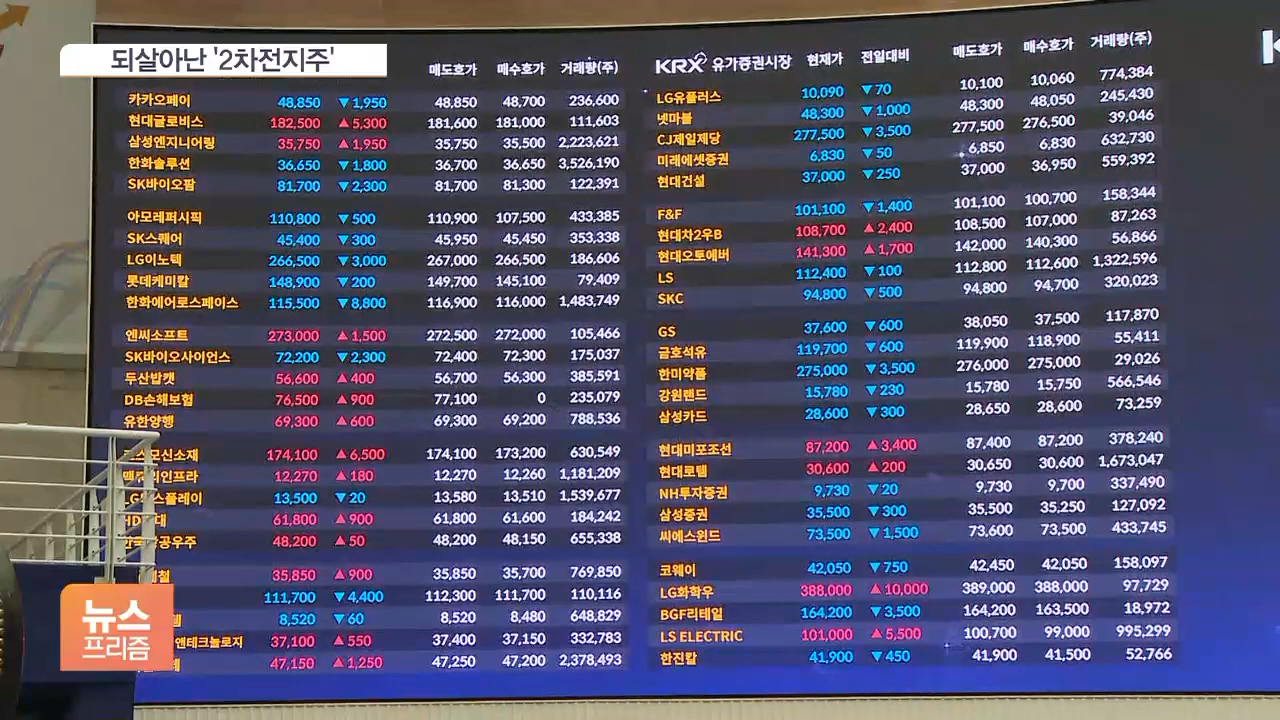 되살아난 '2차전지주'
매도호가 매수호가 거래량(주)
카카오페이 48,850 ▼1,950 48,850 48,700 236,600
현대글로비스 182,500 ▲5,300 181,600 181,000 111,603
삼성엔지니어링 35,750 ▲1,950 35,750 35,500 2,223,621
한화솔루션 36,650 ▼1,800 36,700 36,650 3,526,190
SK바이오팜 81,700 ▼2,300 81,700 81,300 122,391
아모레퍼시픽 110,800 ▼500 110,900 107,500 433,385
SK스퀘어 45,400 ▼300 45,950 45,450 353,338
LG이노텍 266,500 ▼3,000 267,000 266,500 186,606
롯데케미칼 148,900 ▼200 149,700 145,100 79,409
한화에어로스페이스 115,500 ▼8,800 116,900 116,000 1,483,749
엔씨소프트 273,000 ▲1,500 272,500 272,000 105,466
SK바이오사이언스 72,200 ▼2,300 72,400 72,300 175,037
두산밥캣 56,600 ▲400 56,700 56,300 385,591
DB손해보험 76,500 ▲900 77,100 0 235,079
유한양행 69,300 ▲600 69,300 69,200 788,536
모신소재 174,100 ▲6,500 174,100 173,200 630,549
인프라 12,270 ▲180 12,270 12,260 1,181,209
스플레이 13,500 ▼20 13,580 13,510 1,539,677
HD 대 61,800 ▲900 61,800 61,600 184,242
공우주 48,200 ▲50 48,200 48,150 655,338
철 35,850 ▲900 35,850 35,700 769,850
111,700 ▼4,400 112,300 111,700 110,116
8,520 ▼60 8,520 8,480 648,829
앤테크놀로지 37,100 ▲550 37,400 37,150 332,783
47,150 ▲1,250 47,250 47,200 2,378,493
KRX 유가증권시장 현재가 전일대비 매도호가 매수호가 거래량(주)
LG유플러스 10,090 ▼70 10,100 10,060 774,384
넷마블 48,300 ▼1,000 48,300 48,050 245,430
CJ제일제당 277,500 ▼3,500 277,500 276,500 39,046
미래에셋증권 6,830 ▼50 6,850 6,830 632,730
현대건설 37,000 ▼250 37,000 36,950 559,392
F&F 101,100 ▼1,400 101,100 100,700 158,344
현대차2우B 108,700 ▲2,400 108,500 107,000 87,263
현대오토에버 141,300 ▲1,700 142,000 140,300 56,866
LS 112,400 ▼100 112,800 112,600 1,322,596
SKC 94,800 ▼500 94,800 94,700 320,023
GS 37,600 ▼600 38,050 37,500 117,870
금호석유 119,700 ▼600 119,900 118,900 55,411
한미약품 275,000 ▼3,500 276,000 275,000 29,026
강원랜드 15,780 ▼230 15,780 15,750 566,546
삼성카드 28,600 ▼300 28,650 28,600 73,259
현대미포조선 87,200 ▲3,400 87,400 87,200 378,240
현대로템 30,600 ▲200 30,650 30,600 1,673,047
NH투자증권 9,730 ▼20 9,730 9,700 337,490
삼성증권 35,500 ▼300 35,500 35,250 127,092
씨에스윈드 73,500 ▼1,500 73,600 73,500 433,745
코웨이 42,050 ▼750 42,450 42,050 158,097
LG화학우 388,000 ▲10,000 389,000 388,000 97,729
BGF리테일 164,200 ▼3,500 164,200 163,500 18,972
LS ELECTRIC 101,000 ▲5,500 100,700 99,000 995,299
한진칼 41,900 ▼450 41,900 41,500 52,766
뉴스
프리즘